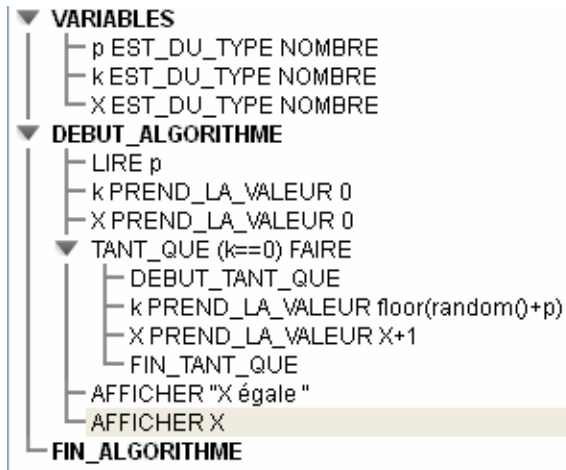 VARIABLES
p EST_DU_TYPE NOMBRE
k EST_DU_TYPE NOMBRE
X EST_DU_TYPE NOMBRE
DEBUT_ALGORITHME
LIRE p
k PREND_LA_VALEUR 0
X PREND_LA_VALEUR 0
TANT_QUE (k==0) FAIRE
DEBUT_TANT_QUE
k PREND_LA_VALEUR floor(random()+p)
X PREND_LA_VALEUR X+1
FIN_TANT_QUE
AFFICHER "X égale "
AFFICHER X
FIN_ALGORITHME